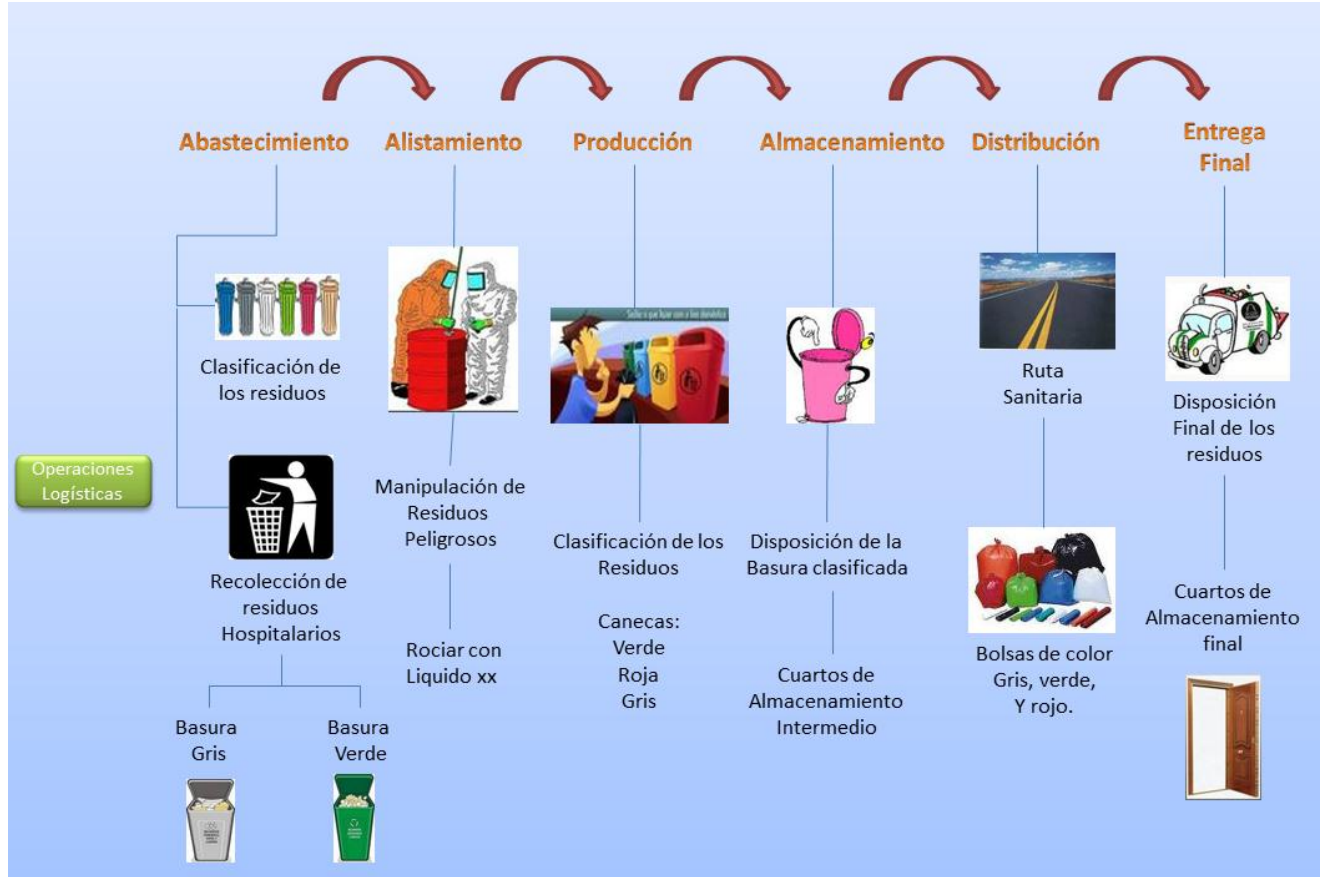 Abastecimiento
Alistamiento
Producción
Almacenamiento
Distribución
Entrega
Final
Operaciones
Logísticas
Clasificación de
los residuos
Recolección de
residuos
Hospitalarios
Basura
Gris
Basura
Verde
Manipulación de
Residuos
Peligrosos
Rociar con
Liquido xx
Clasificación de los
Residuos
Canecas:
Verde
Roja
Gris
Disposición de la
Basura clasificada
Cuartos de
Almacenamiento
Intermedio
Ruta
Sanitaria
Bolsas de color
Gris, verde,
Y rojo.
Disposición
Final de los
residuos
Cuartos de
Almacenamiento
final